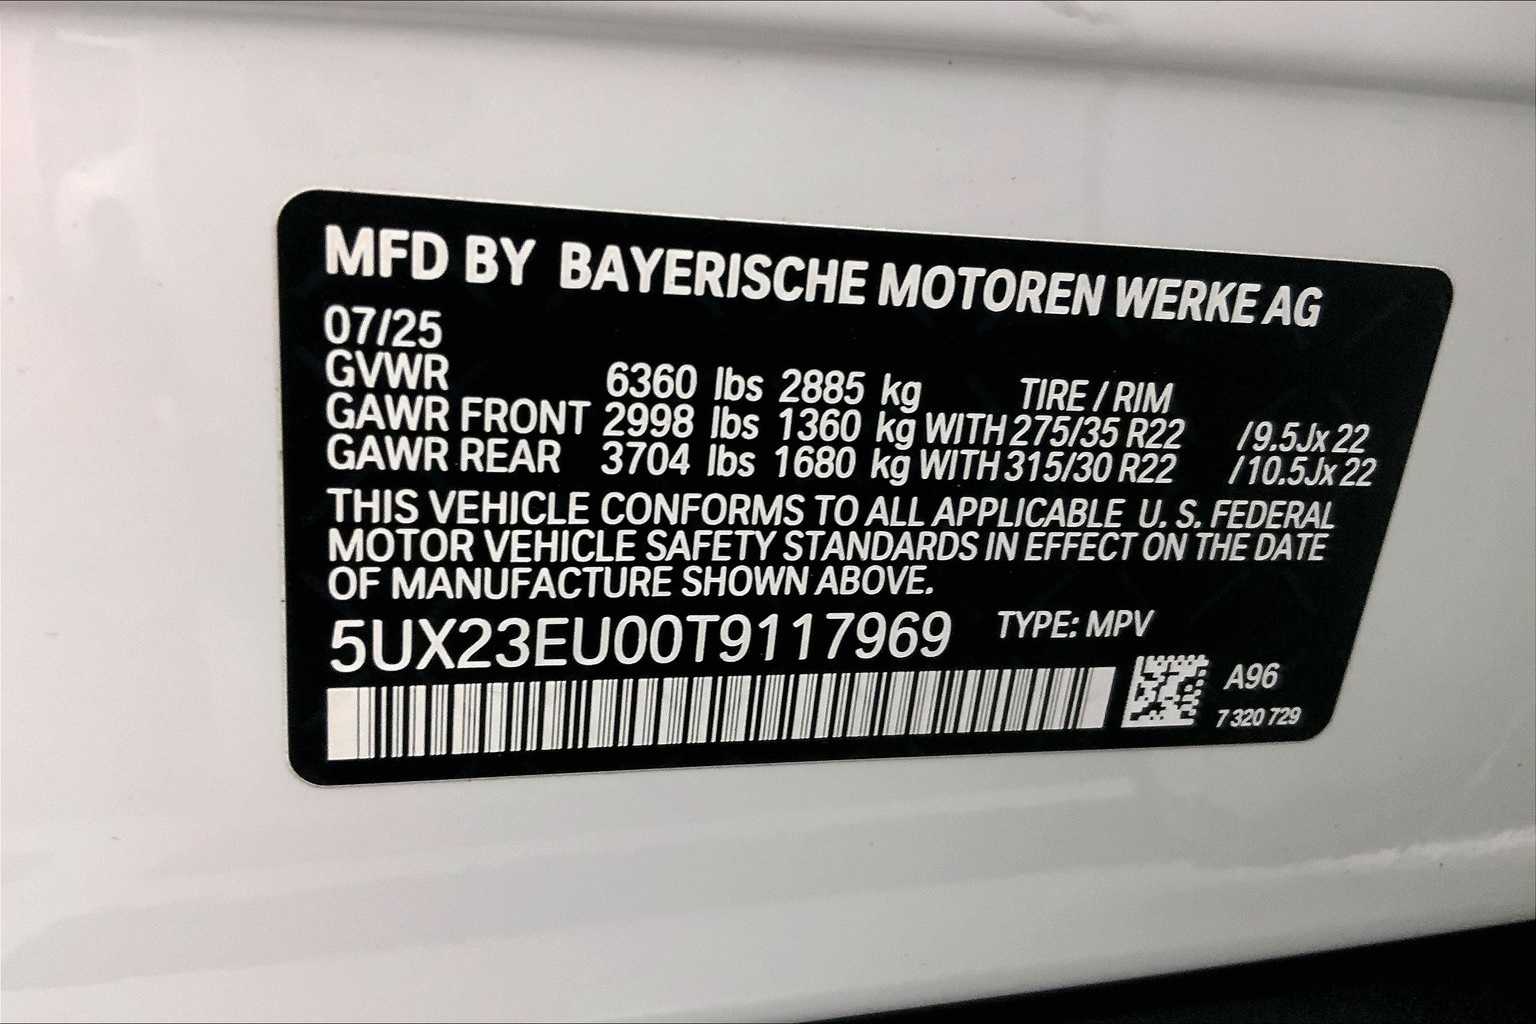 MFD BY BAYERISCHE MOTOREN WERKE AG
07/25
GVWR 6360 lbs 2885 kg TIRE / RIM
GAWR FRONT 2998 lbs 1360 kg WITH 275/35 R22 /9.5Jx22
GAWR REAR 3704 lbs 1680 kg WITH 315/30 R22 /10.5Jx22
THIS VEHICLE CONFORMS TO ALL APPLICABLE U. S. FEDERAL
MOTOR VEHICLE SAFETY STANDARDS IN EFFECT ON THE DATE
OF MANUFACTURE SHOWN ABOVE.
5UX23EU00T9117969 TYPE: MPV
A96
7 320 729